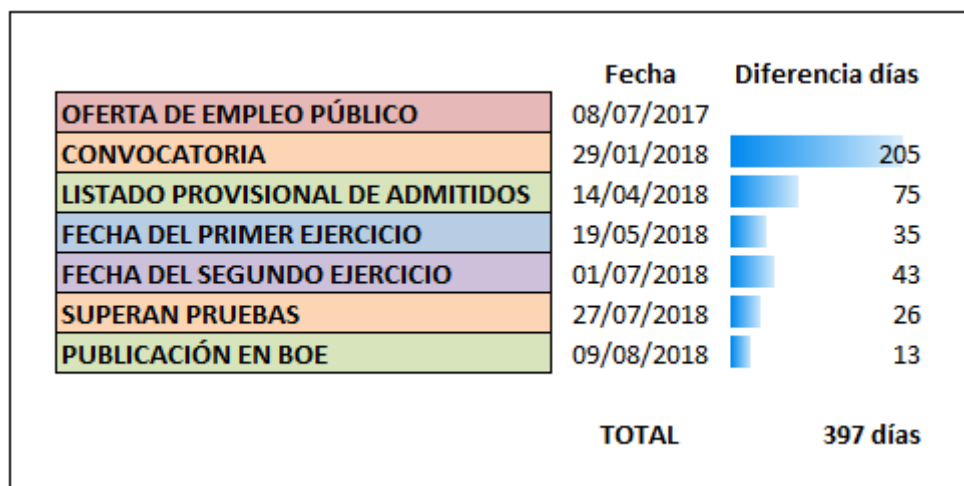 Fecha Diferencia días
OFERTA DE EMPLEO PÚBLICO 08/07/2017
CONVOCATORIA 29/01/2018 205
LISTADO PROVISIONAL DE ADMITIDOS 14/04/2018 75
FECHA DEL PRIMER EJERCICIO 19/05/2018 35
FECHA DEL SEGUNDO EJERCICIO 01/07/2018 43
SUPERAN PRUEBAS 27/07/2018 26
PUBLICACIÓN EN BOE 09/08/2018 13
TOTAL 397 días